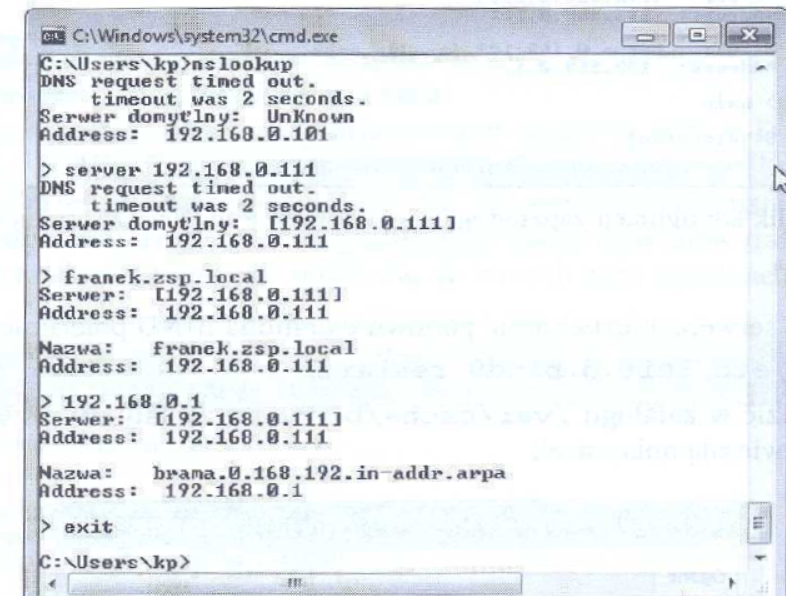 C:\Windows\system32\cmd.exe
C:\Users\kp>nslookup
DNS request timed out.
timeout was 2 seconds.
Serwer domyťlny: UnKnown
Address: 192.168.0.101
> server 192.168.0.111
DNS request timed out.
timeout was 2 seconds.
Serwer domyťlny: [192.168.0.111]
Address: 192.168.0.111
> franek.zsp.local
Serwer: [192.168.0.111]
Address: 192.168.0.111
Nazwa: franek.zsp.local
Address: 192.168.0.111
> 192.168.0.1
Serwer: [192.168.0.111]
Address: 192.168.0.111
Nazwa: brama.0.168.192.in-addr.arpa
Address: 192.168.0.1
> exit
C:\Users\kp>